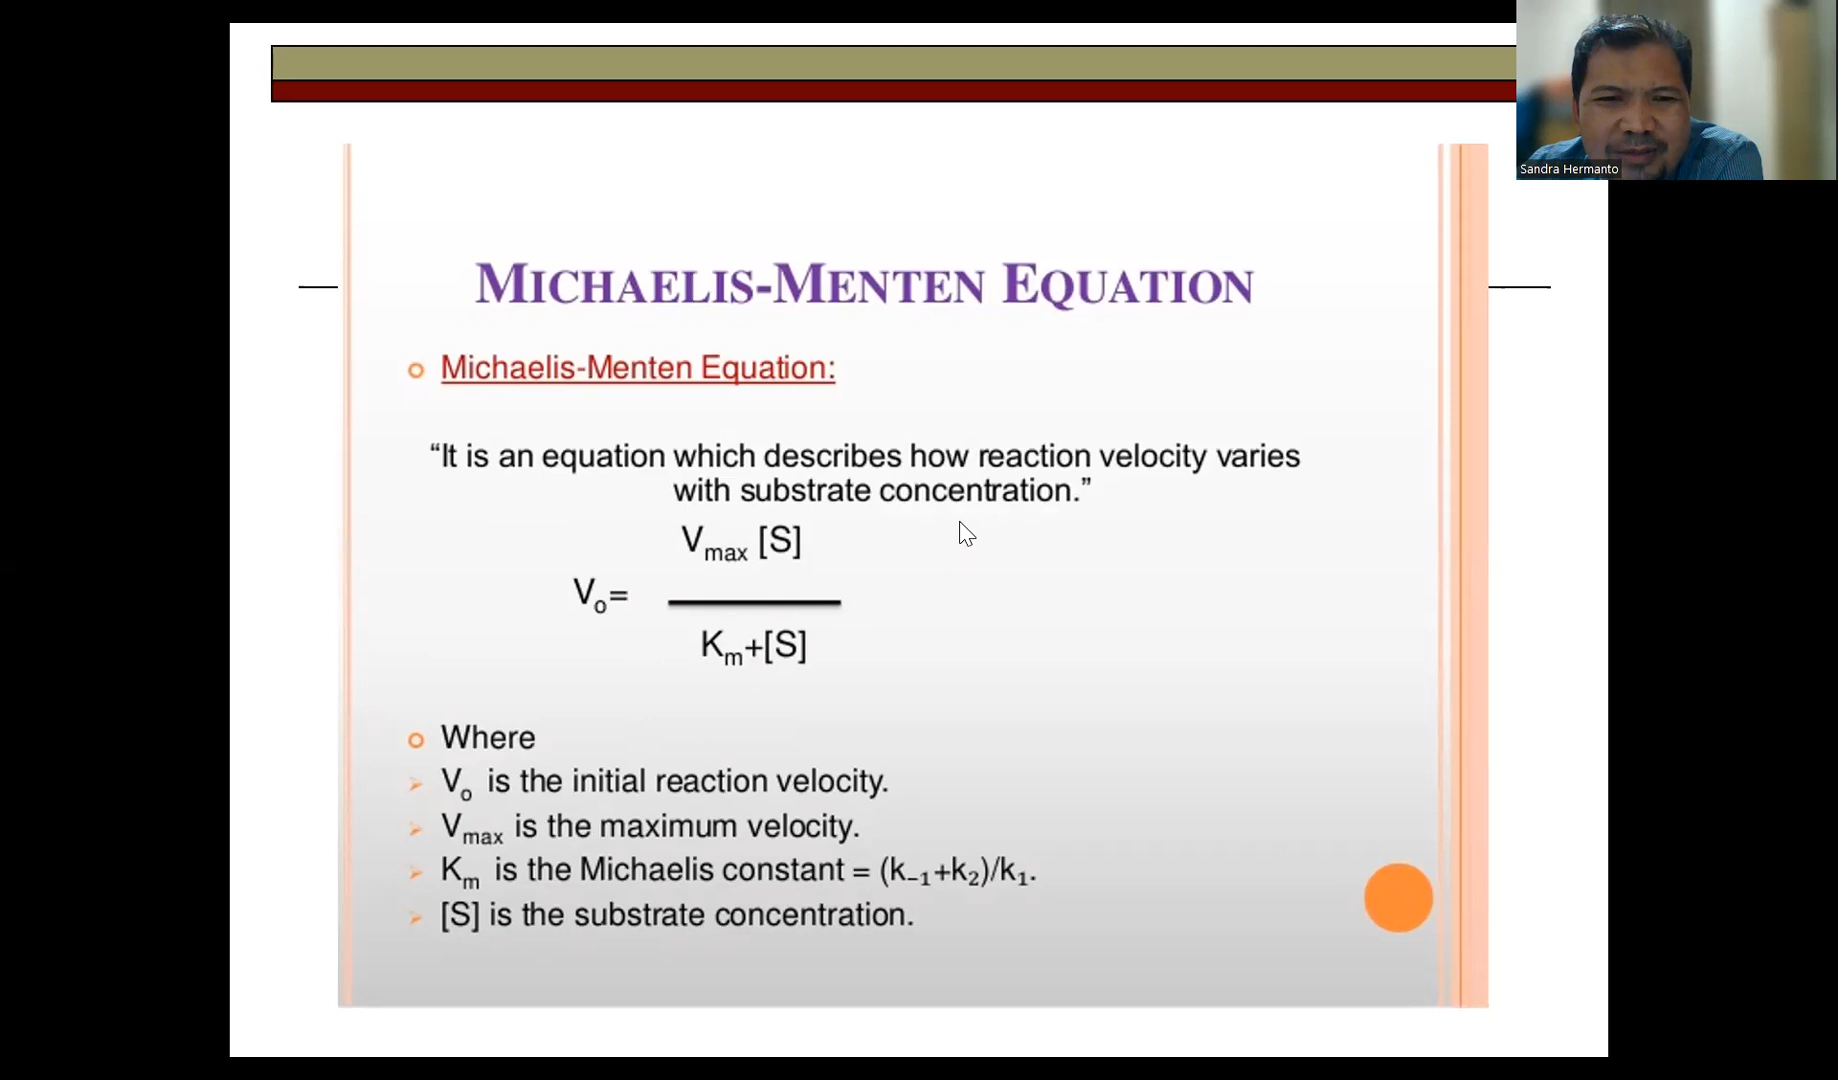 Sandra Hermanto
MICHAELIS-MENTEN EQUATION
Michaelis-Menten Equation:
“It is an equation which describes how reaction velocity varies
with substrate concentration.”
Vmax [S]
Vo=
Km+[S]
Where
Vo is the initial reaction velocity.
Vmax is the maximum velocity.
Km is the Michaelis constant = (k₋₁+k₂)/k₁.
[S] is the substrate concentration.